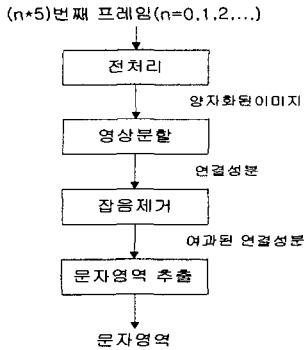 (n*5)번째 프레임(n=0,1,2,...)
전처리
양자화된이미지
영상분할
연결성분
잡음제거
여과된 연결성분
문자영역 추출
문자영역